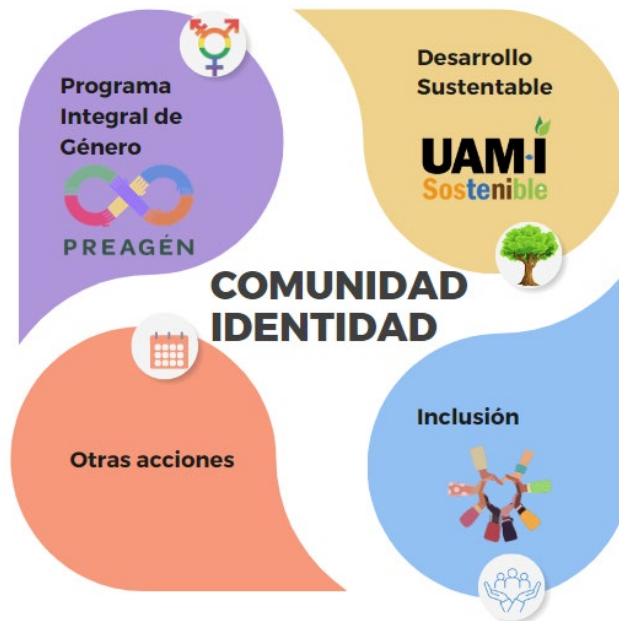 Programa
Integral de
Género
PREAGÉN
Desarrollo
Sustentable
UAM-I
Sostenible
COMUNIDAD
IDENTIDAD
Otras acciones
Inclusión